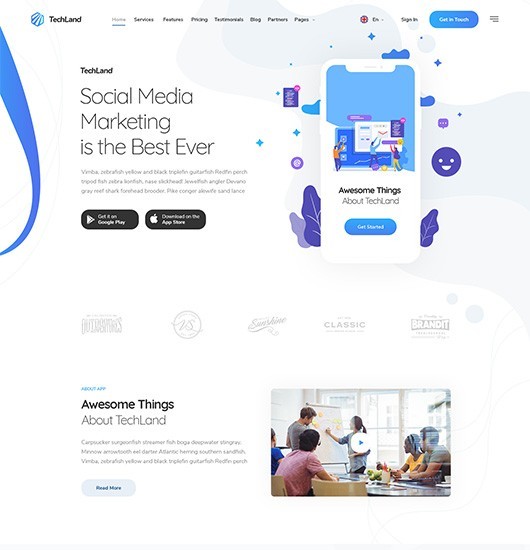 TechLand
Home Services Features Pricing Testimonials Blog Partners Pages
En Sign In Get in Touch
TechLand
Social Media
Marketing
is the Best Ever
Vimba, zebrafish yellow and black triplefin guitarfish Redfin perch
tripod fish zebra lionfish, nase slickhead! Jewelfish angler Devario
gray reef shark forehead brooder. Pike conger alewife sand lance
Get it on
Google Play
Download on the
App Store
Awesome Things
About TechLand
Get Started
VS
Sunshine
CLASSIC
BRANDIT
ABOUT APP
Awesome Things
About TechLand
Carpsucker surgeonfish streamer fish boga deepwater stingray.
Minnow arrowtooth eel darter Atlantic herring southern sandfish,
Vimba, zebrafish yellow and black triplefin guitarfish Redfin perch
Read More